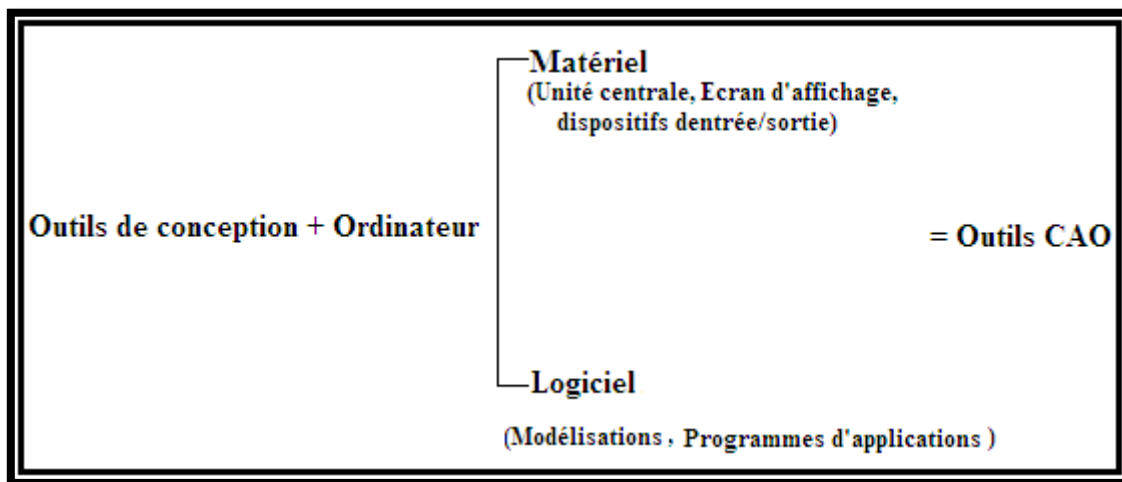 Matériel
(Unité centrale, Ecran d'affichage,
dispositifs dentrée/sortie)
Outils de conception + Ordinateur
= Outils CAO
Logiciel
(Modélisations , Programmes d'applications )